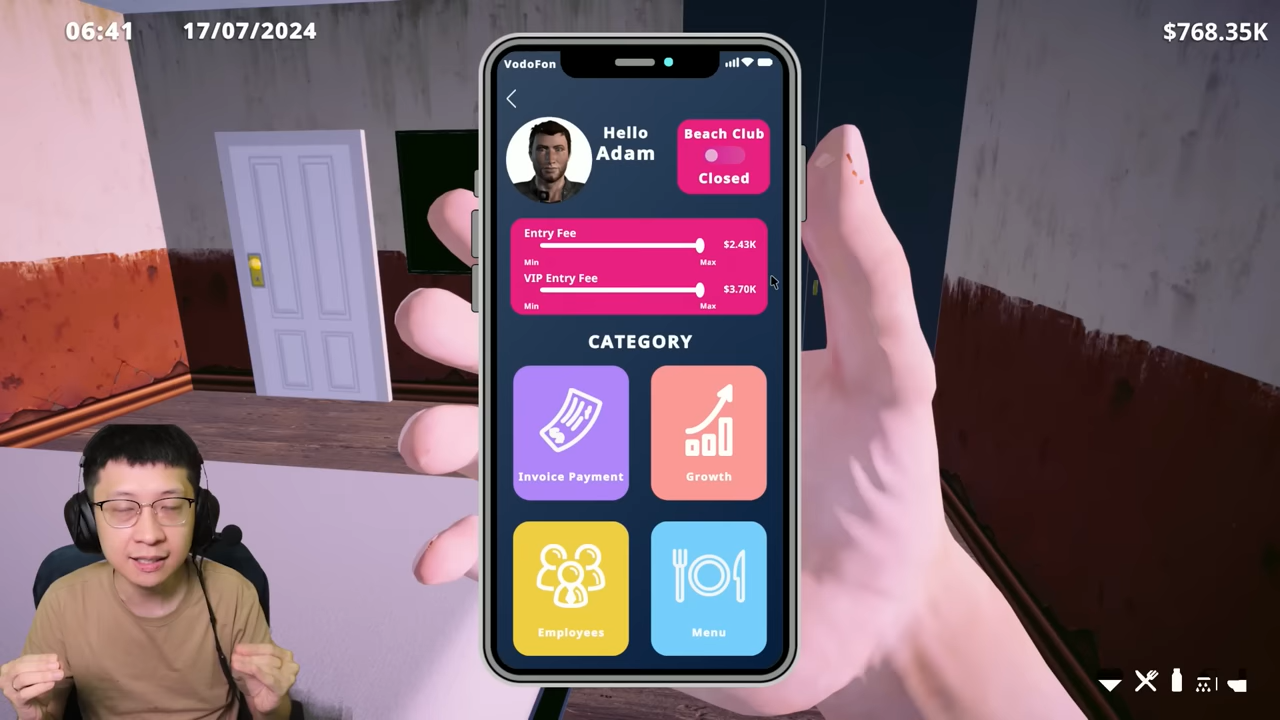 06:41 17/07/2024
$768.35K
VodoFon
Hello
Adam
Beach Club
Closed
Entry Fee
$2.43K
Min Max
VIP Entry Fee
$3.70K
Min Max
CATEGORY
Invoice Payment
Growth
Employees
Menu